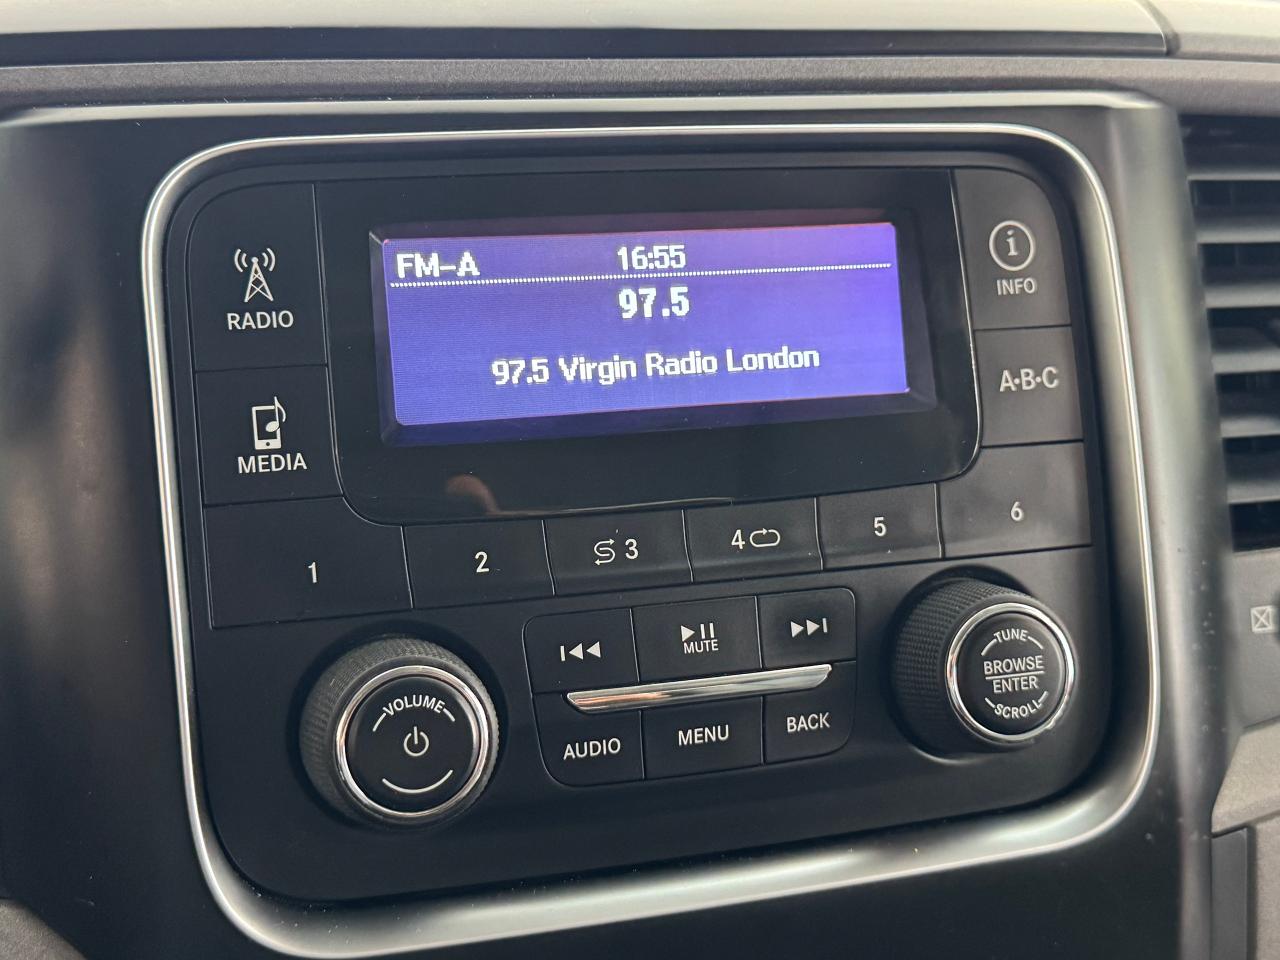 FM-A 16:55
97.5
97.5 Virgin Radio London
RADIO
MEDIA
INFO
A•B•C
1
2
3
4
5
6
MUTE
AUDIO
MENU
BACK
VOLUME
TUNE
BROWSE
ENTER
SCROLL